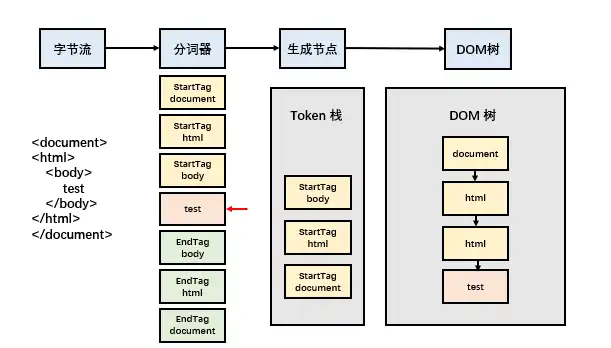 字节流
分词器
生成节点
DOM树
<document>
<html>
<body>
test
</body>
</html>
</document>
StartTag
document
StartTag
html
StartTag
body
test
EndTag
body
EndTag
html
EndTag
document
Token 栈
StartTag
body
StartTag
html
StartTag
document
DOM 树
document
html
html
test